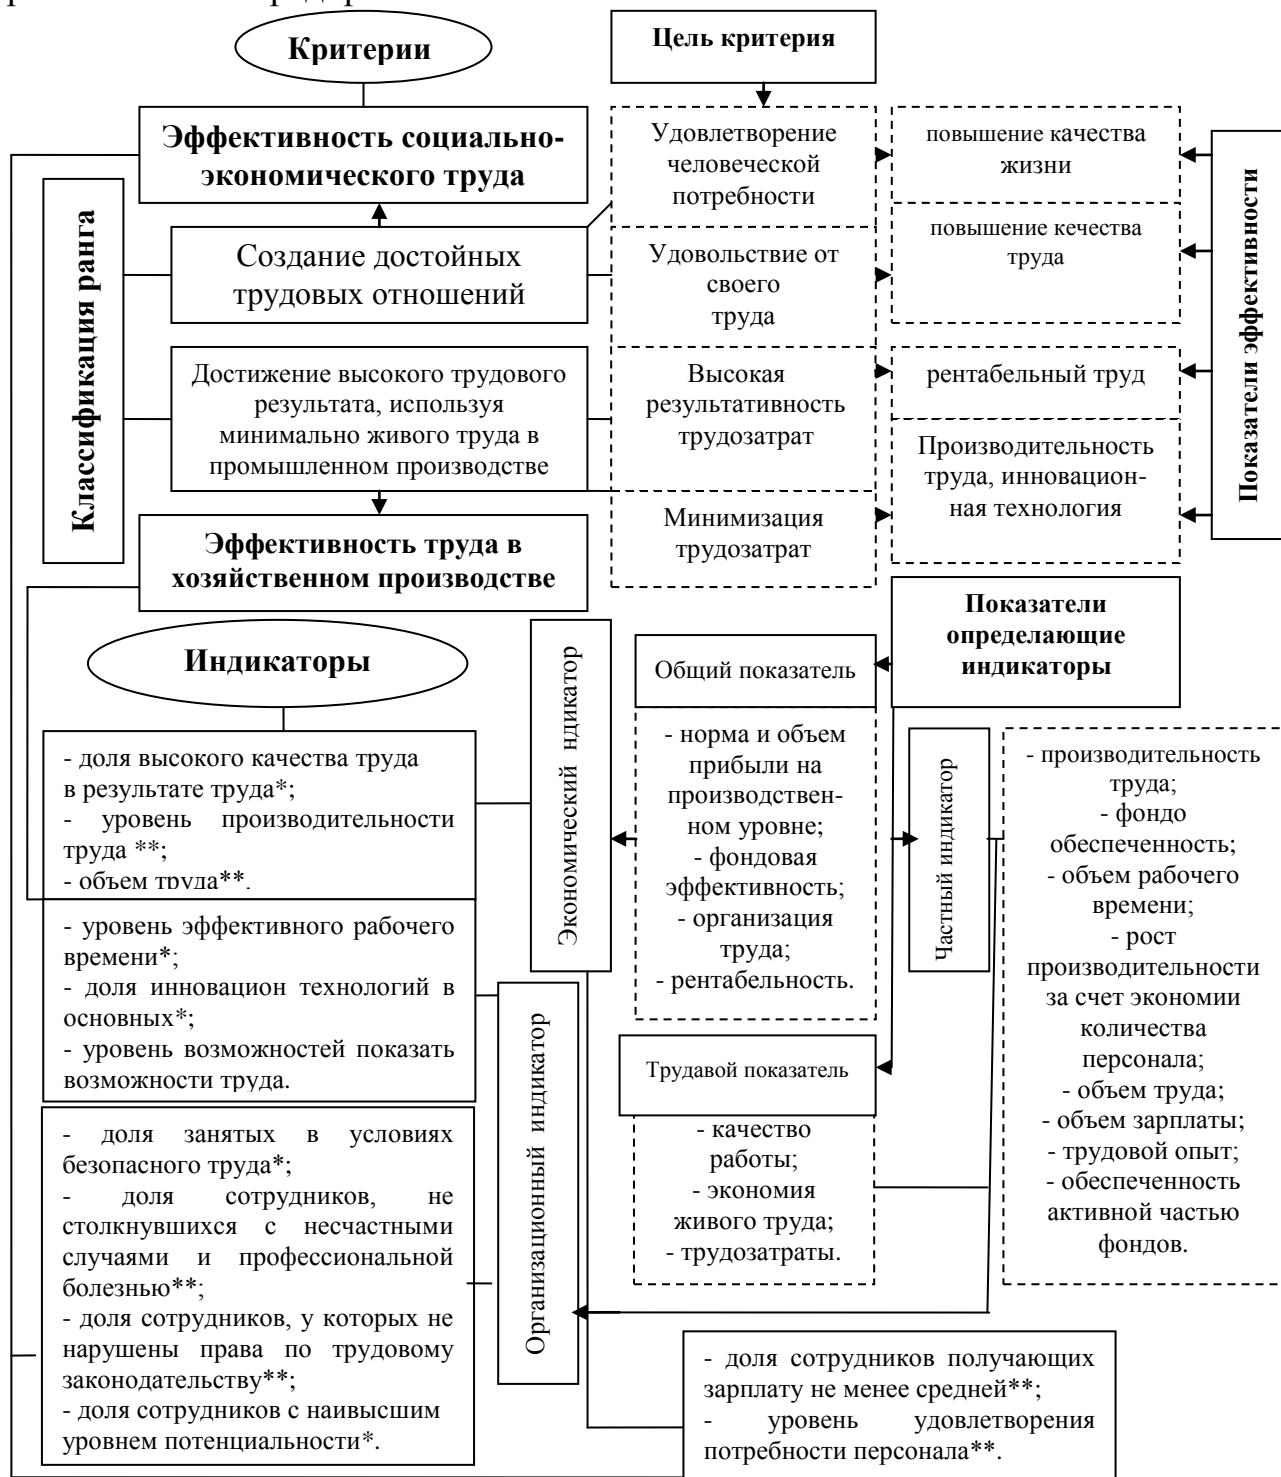 Критерии
Цель критерия
Эффективность социально-
экономического труда
Удовлетворение
человеческой
потребности
повышение качества
жизни
Классификация ранга
Создание достойных
трудовых отношений
Удовольствие от
своего
труда
повышение кечества
труда
Показатели эффективности
Достижение высокого трудового
результата, используя
минимально живого труда в
промышленном производстве
Высокая
результативность
трудозатрат
рентабельный труд
Производительность
труда, инновацион-
ная технология
Эффективность труда в
хозяйственном производстве
Минимизация
трудозатрат
Показатели
определяющие
индикаторы
Индикаторы
Экономический ндикатор
Общий показатель
- доля высокого качества труда
в результате труда*;
- уровень производительности
труда **;
- объем труда**.
- норма и объем
прибыли на
производствен-
ном уровне;
- фондовая
эффективность;
- организация
труда;
- рентабельность.
Частный индикатор
- производительность
труда;
- фондо
обеспеченность;
- объем рабочего
времени;
- рост
производительности
за счет экономии
количества
персонала;
- объем труда;
- объем зарплаты;
- трудовой опыт;
- обеспеченность
активной частью
фондов.
- уровень эффективного рабочего
времени*;
- доля инновацион технологий в
основных*;
- уровень возможностей показать
возможности труда.
Организационный индикатор
Трудавой показатель
- качество
работы;
- экономия
живого труда;
- трудозатраты.
- доля занятых в условиях
безопасного труда*;
- доля сотрудников, не
столкнувшихся с несчастными
случаями и профессиональной
болезнью**;
- доля сотрудников, у которых не
нарушены права по трудовому
законодательству**;
- доля сотрудников с наивысшим
уровнем потенциальности*.
- доля сотрудников получающих
зарплату не менее средней**;
- уровень удовлетворения
потребности персонала**.